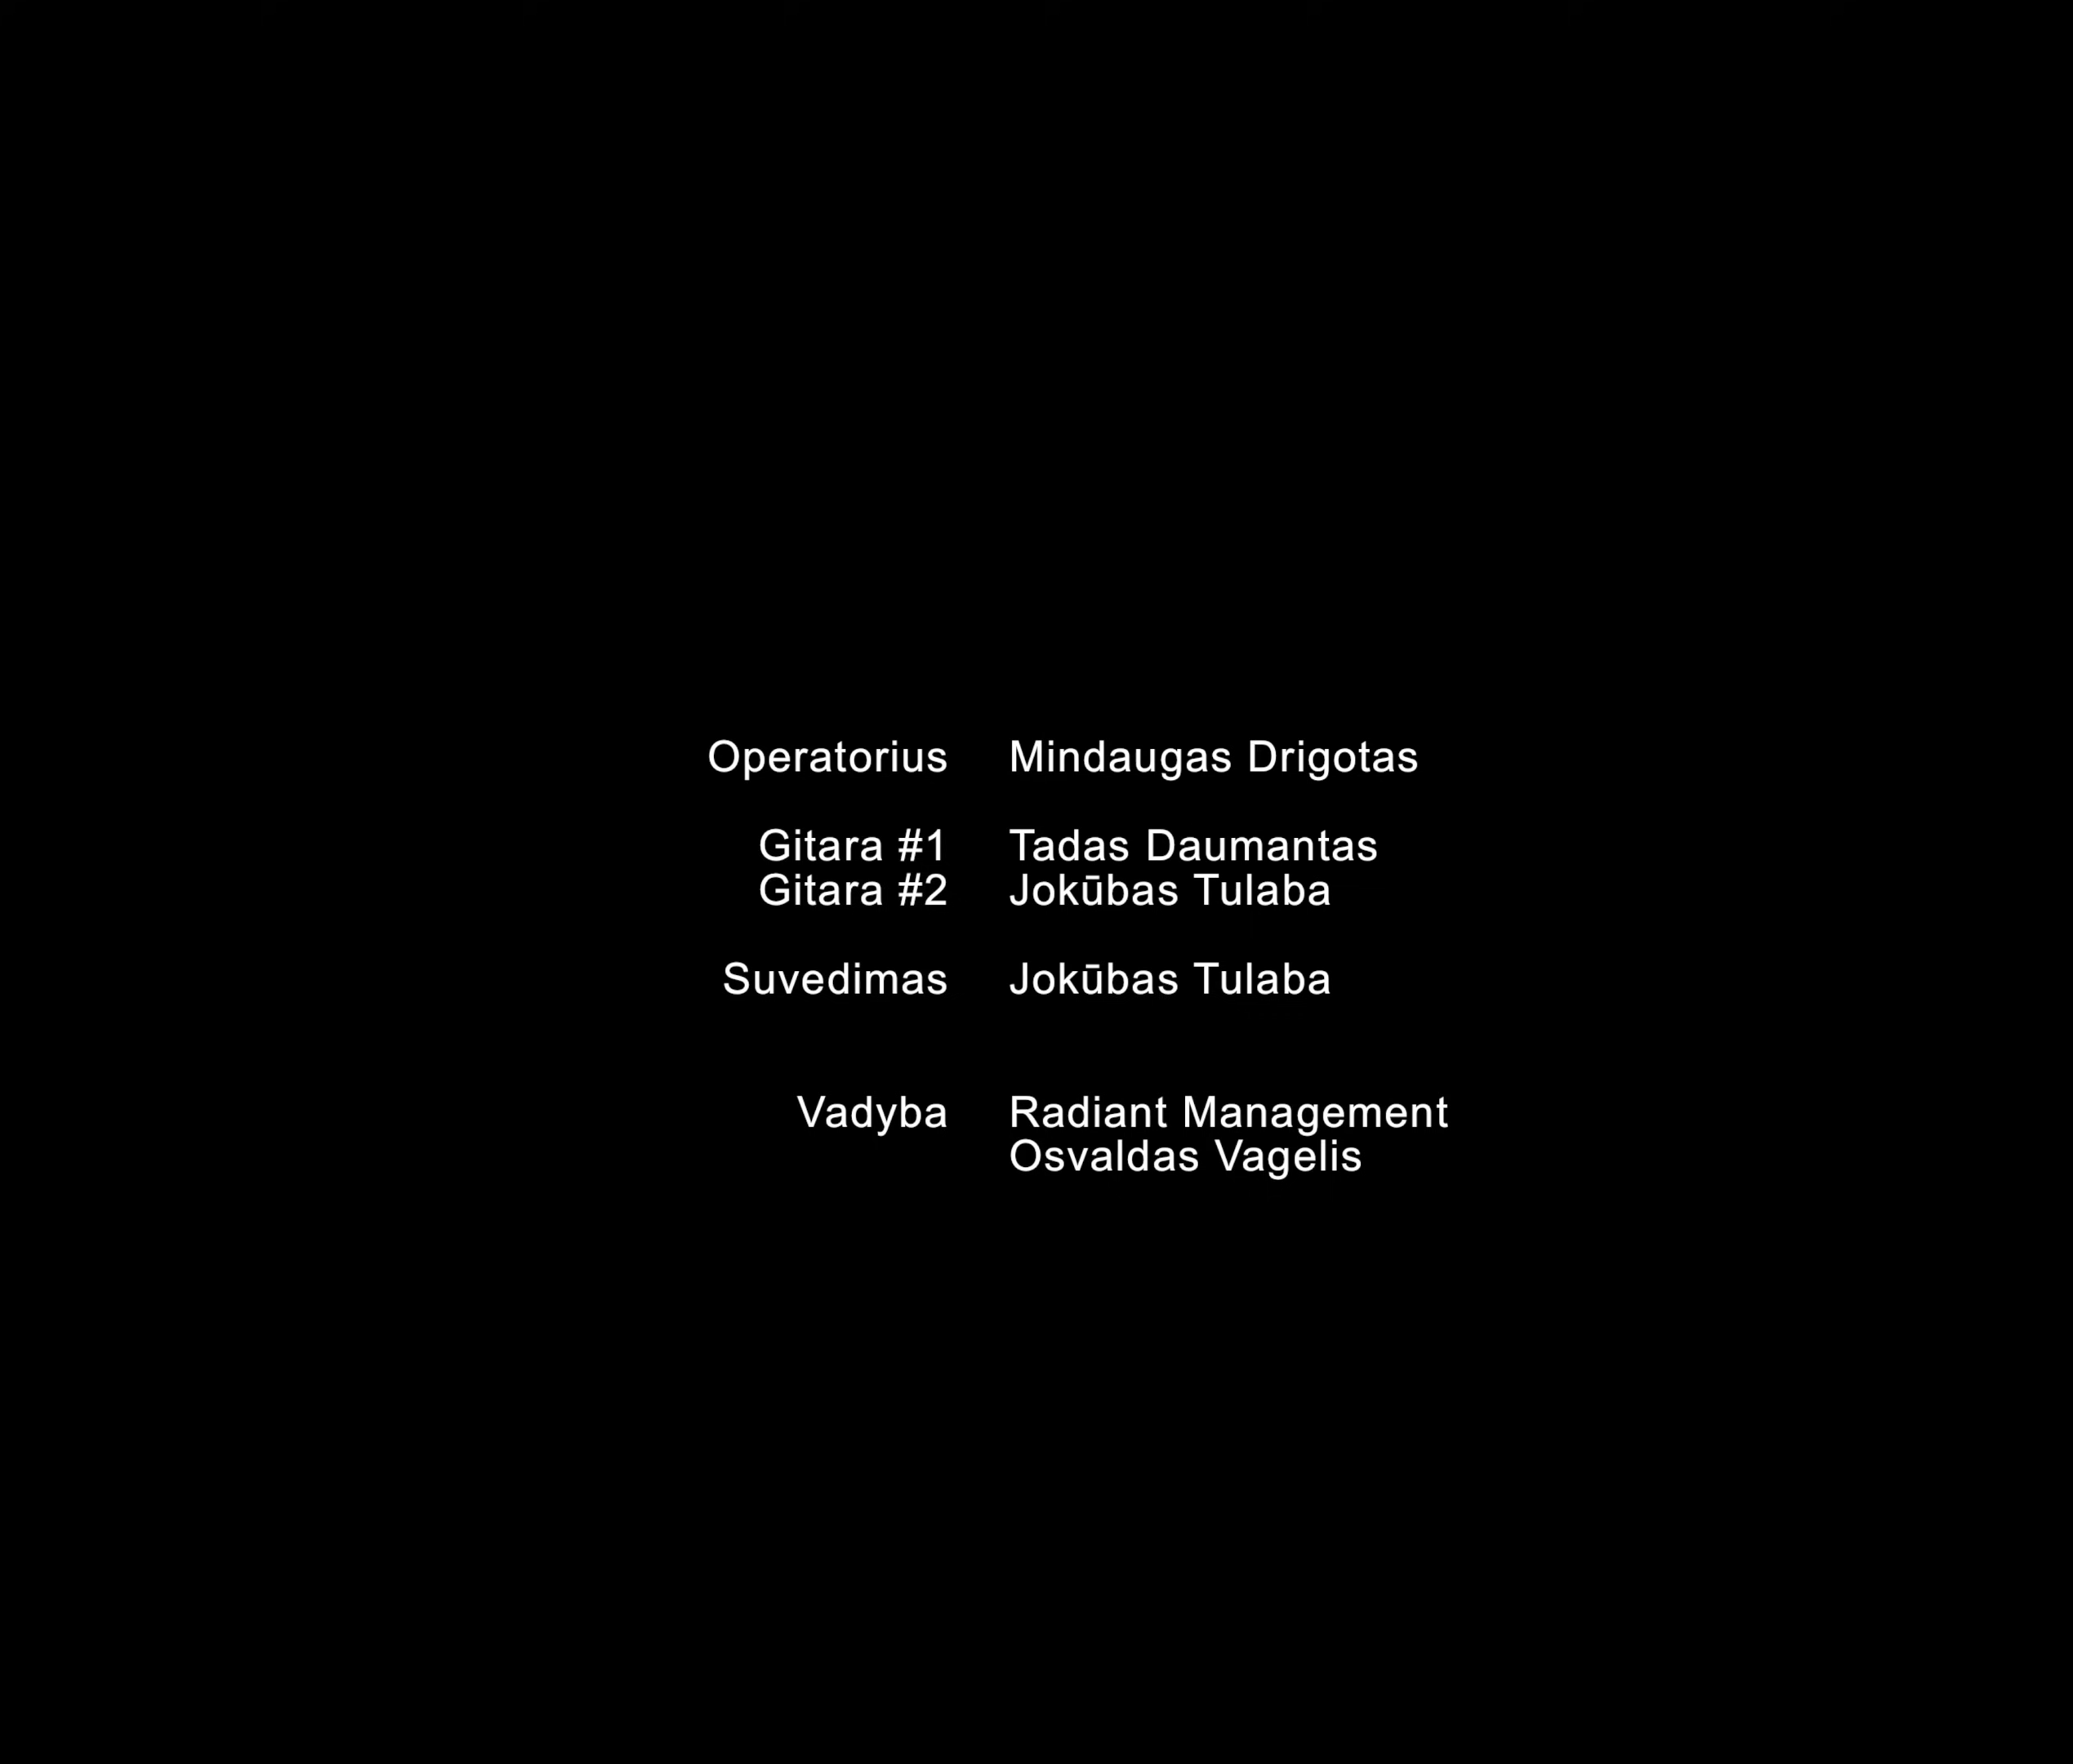 Operatorius Mindaugas Drigotas
Gitara #1 Tadas Daumantas
Gitara #2 Jokūbas Tulaba
Suvedimas Jokūbas Tulaba
Vadyba Radiant Management
Osvaldas Vagelis